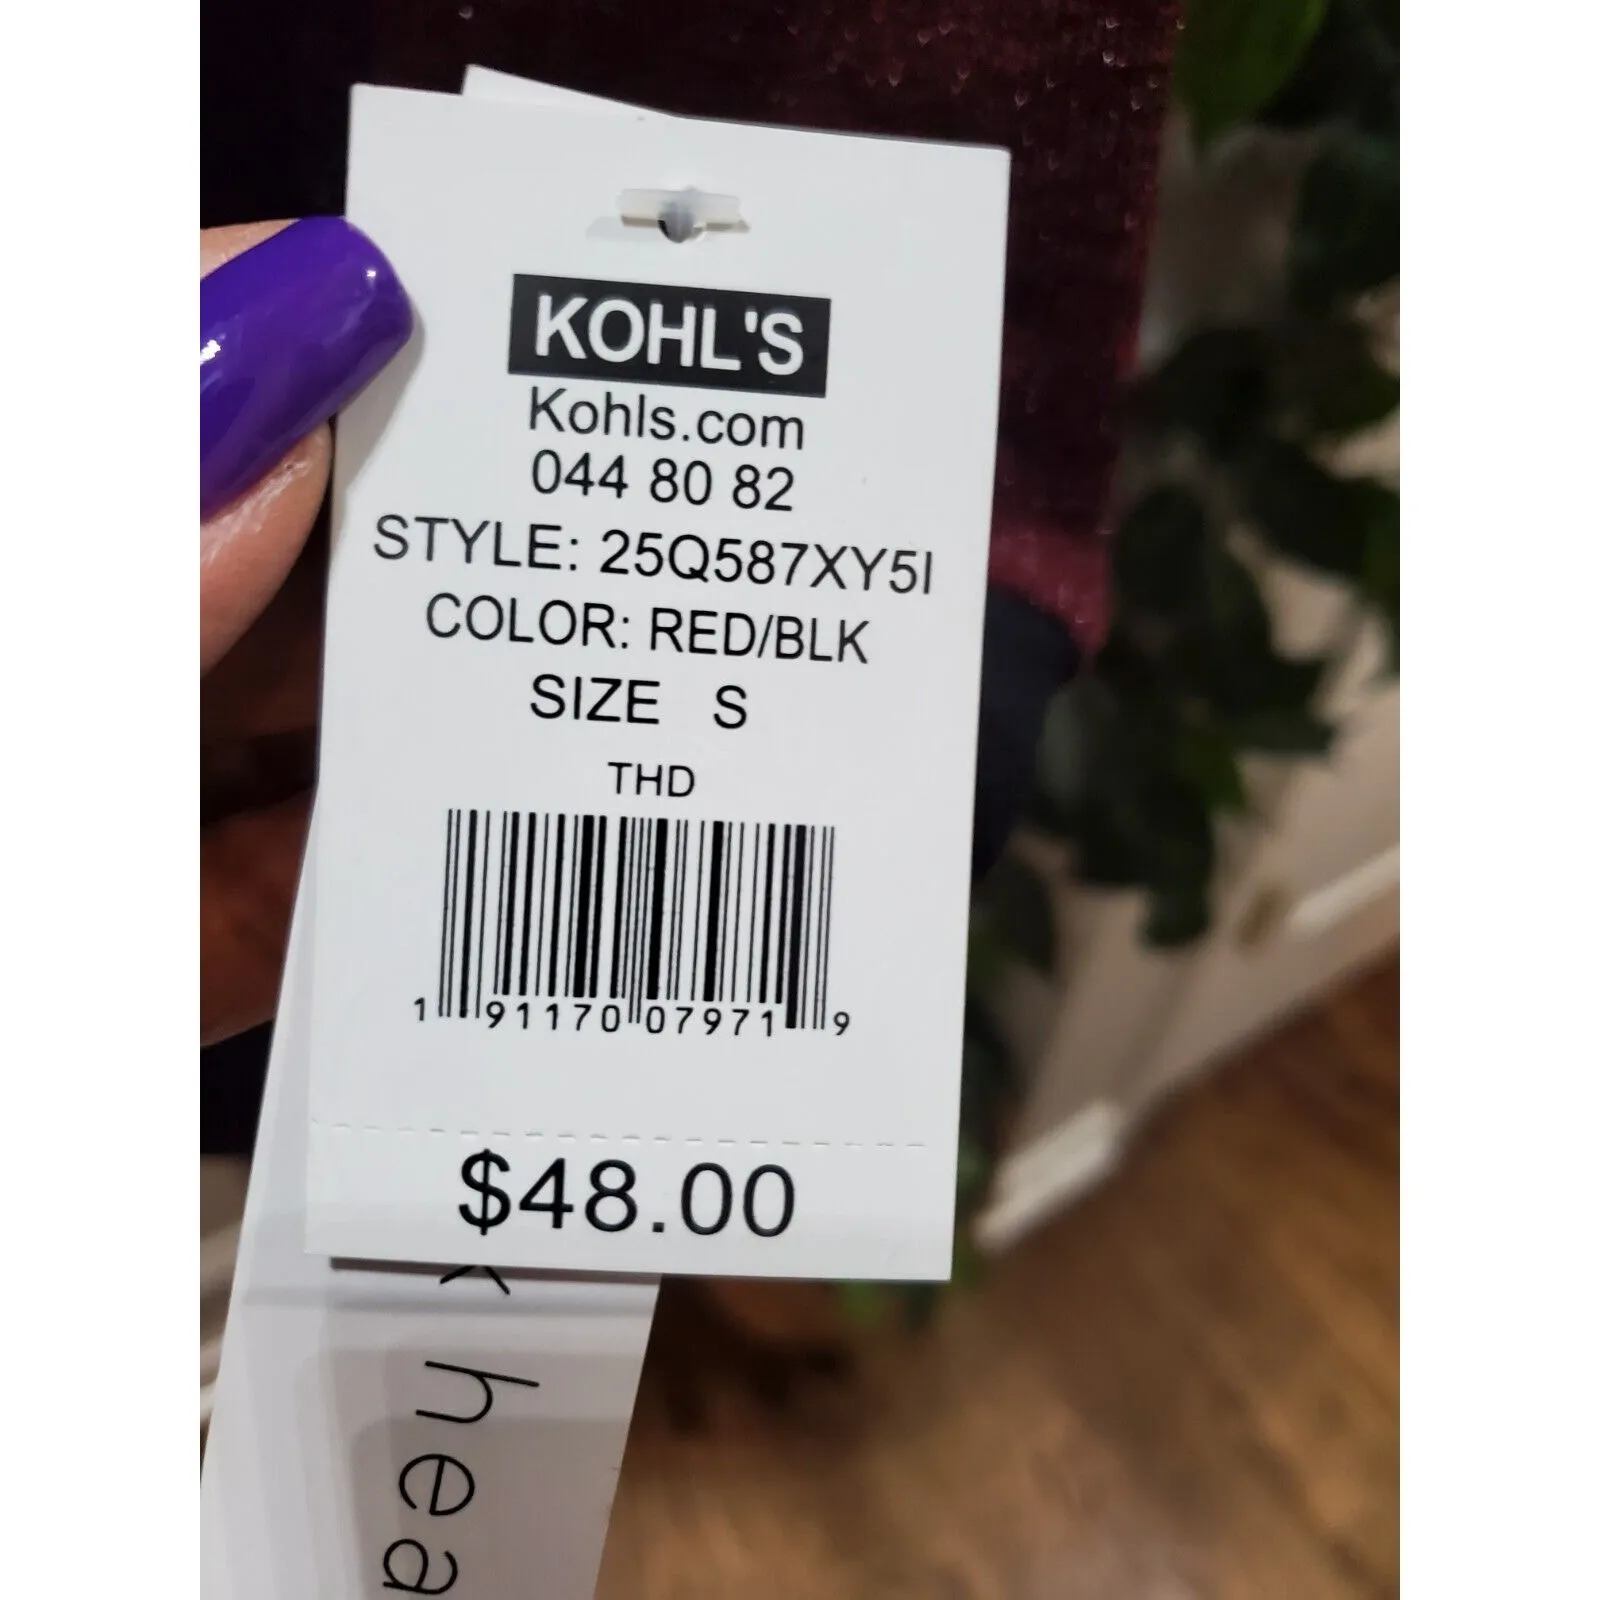 KOHL'S
Kohls.com
044 80 82
STYLE: 25Q587XY5I
COLOR: RED/BLK
SIZE S
THD
1 91170 07971 9
$48.00
k hea